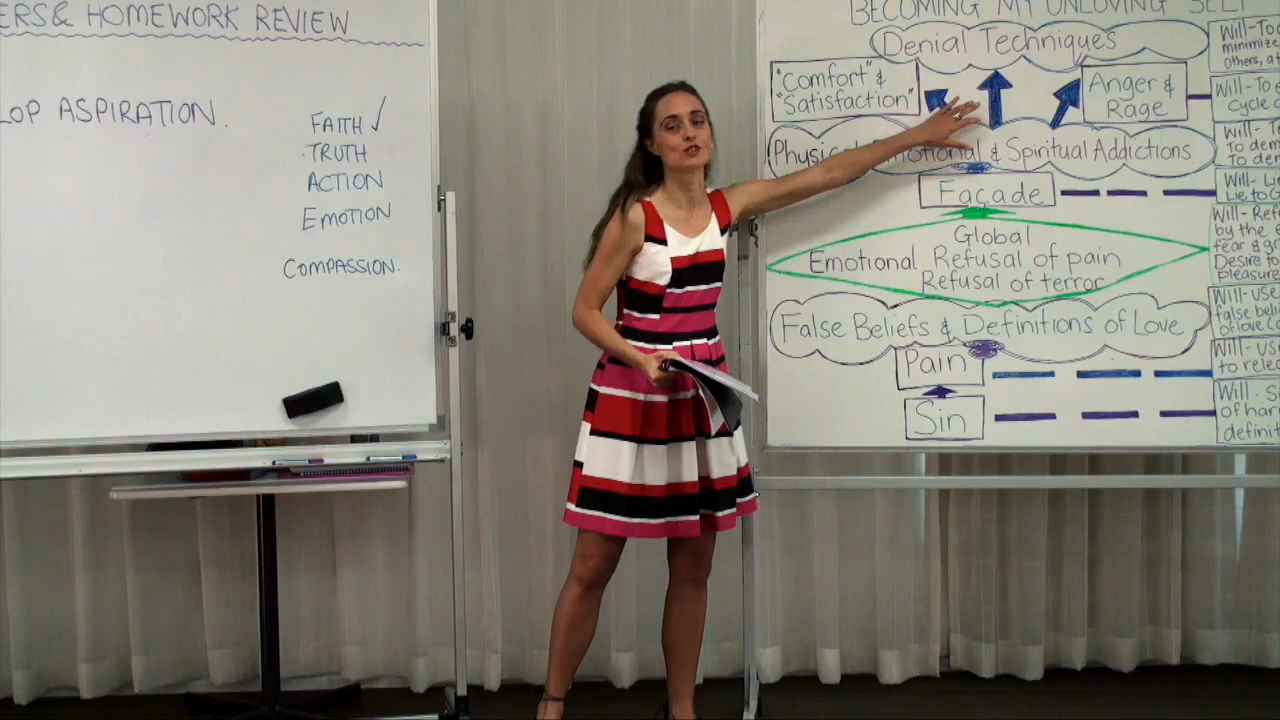 ERS & HOMEWORK REVIEW
LOP ASPIRATION.
FAITH ✓
TRUTH
ACTION
EMOTION
COMPASSION.
BECOMING MY UNLOVING SELF
Denial Techniques
"Comfort" &
"Satisfaction"
Anger &
Rage
Physical Emotional & Spiritual Addictions
Façade
Global
Emotional Refusal of pain
Refusal of terror
False Beliefs & Definitions of Love
Pain
Sin
Will-To
minimize
others, at
Will-To
Cycle
Will-
To dem
To den
Will- Lie
Lie to
Will- Ref
by the
fear & g
Desire to
pleasure
Will- Use
false beli
of love
Will- Use
to relea
Will - S
of har
definit